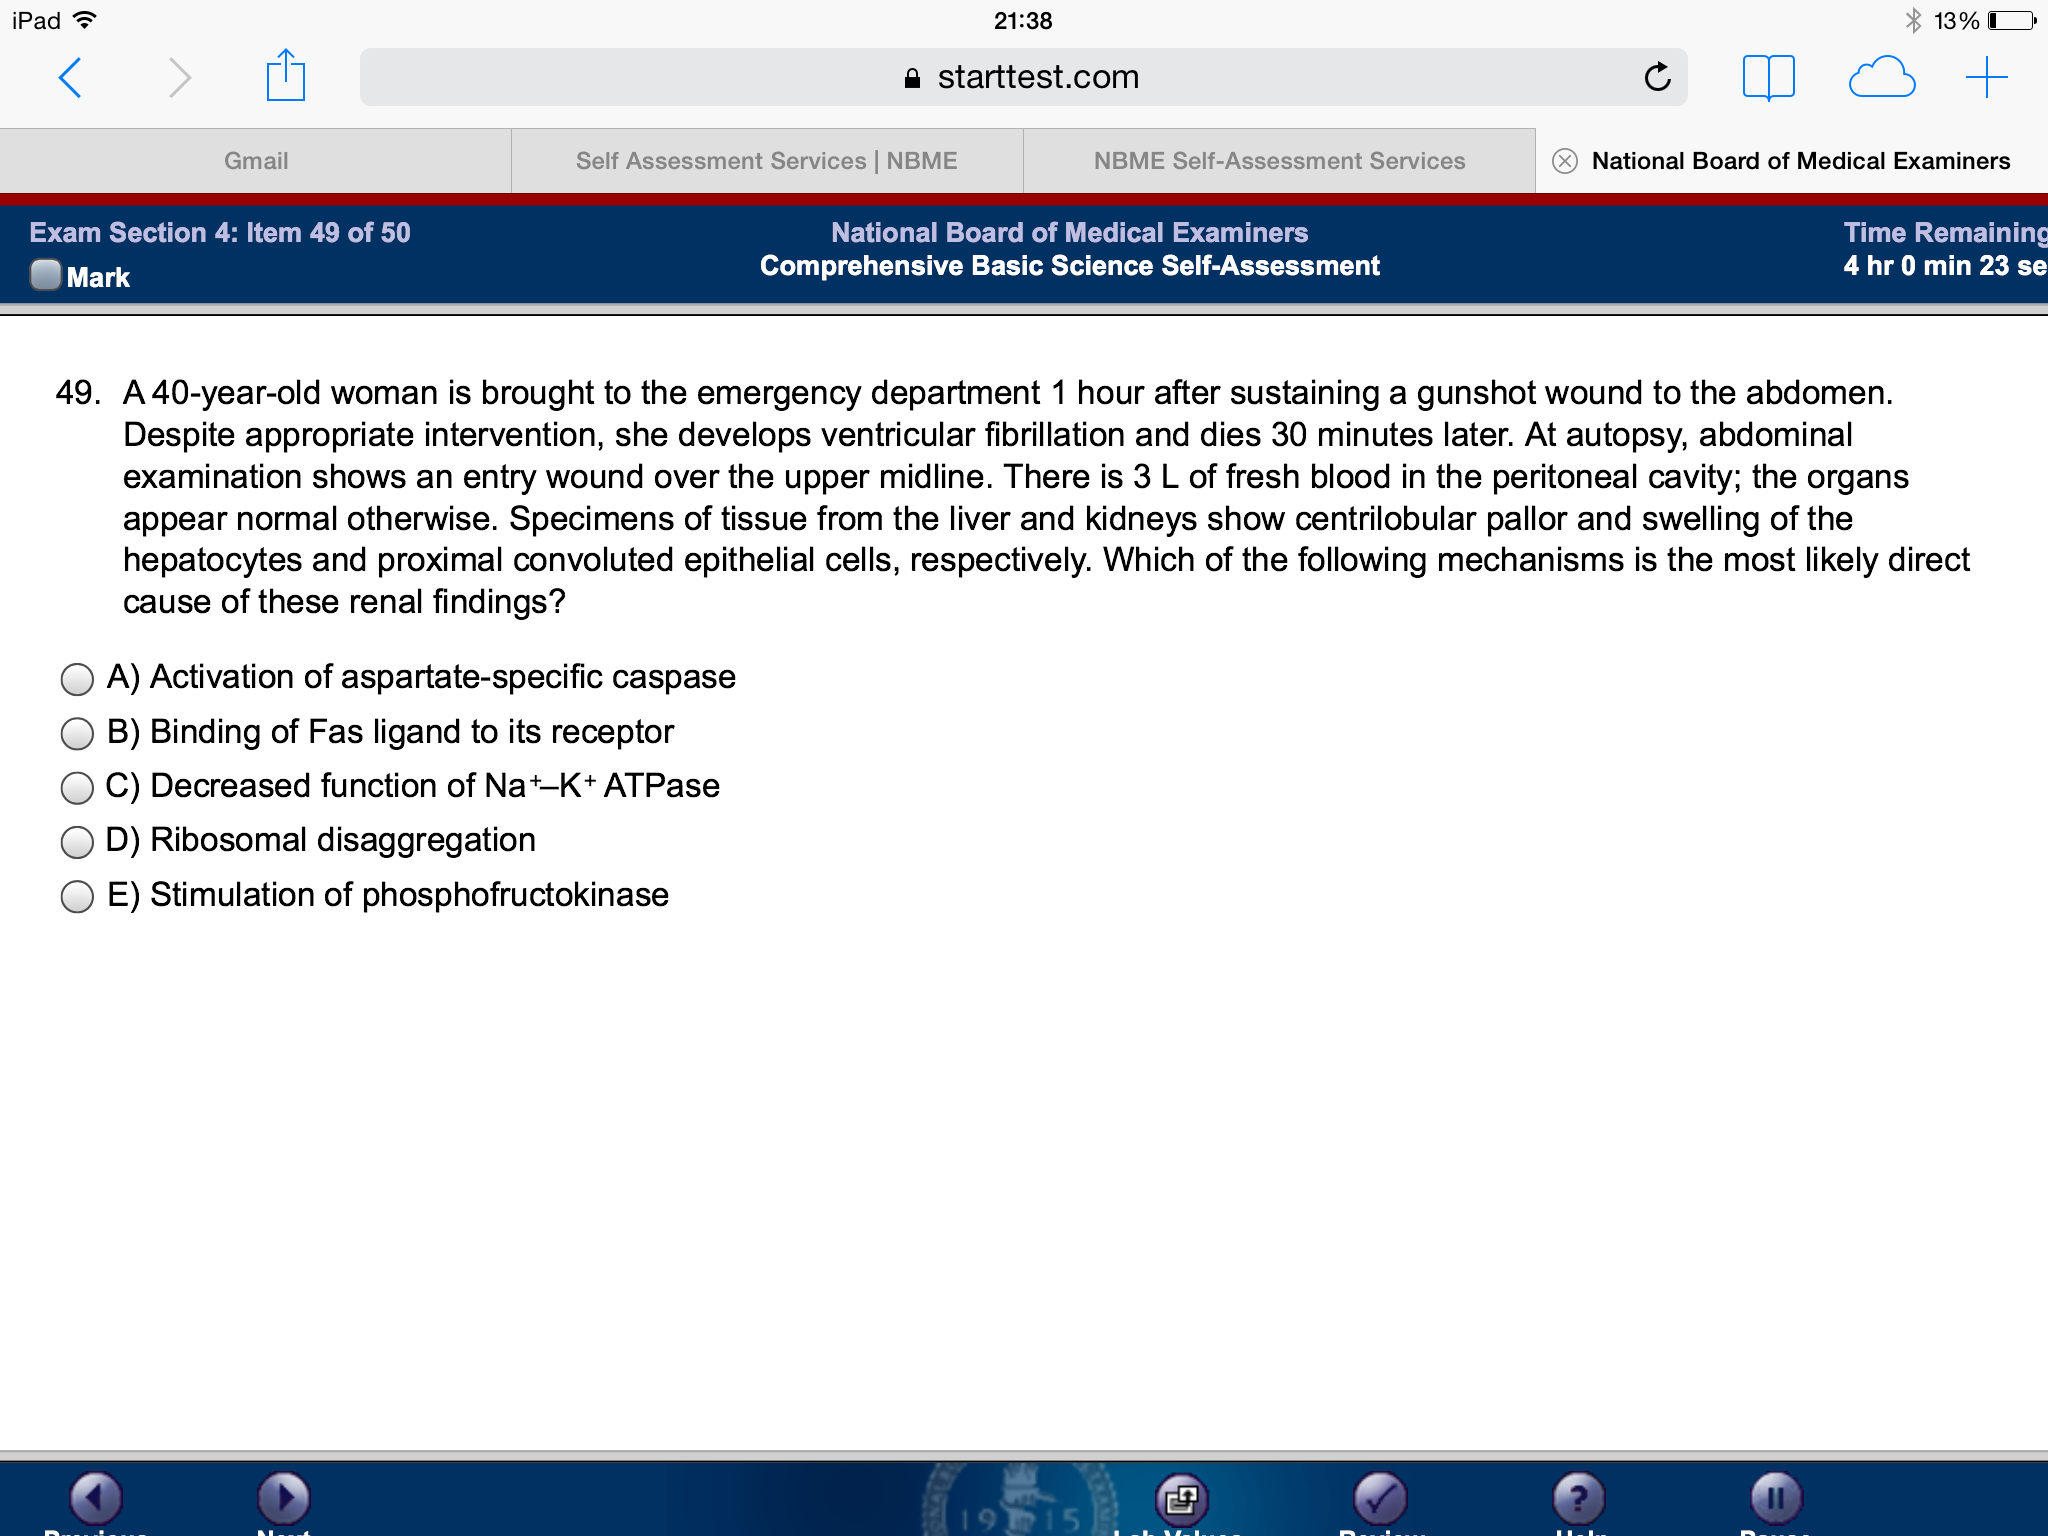 iPad
21:38
13%
starttest.com
Gmail
Self Assessment Services | NBME
NBME Self-Assessment Services
National Board of Medical Examiners
Exam Section 4: Item 49 of 50
National Board of Medical Examiners
Time Remaining
Mark
Comprehensive Basic Science Self-Assessment
4 hr 0 min 23 se
49. A 40-year-old woman is brought to the emergency department 1 hour after sustaining a gunshot wound to the abdomen.
Despite appropriate intervention, she develops ventricular fibrillation and dies 30 minutes later. At autopsy, abdominal
examination shows an entry wound over the upper midline. There is 3 L of fresh blood in the peritoneal cavity; the organs
appear normal otherwise. Specimens of tissue from the liver and kidneys show centrilobular pallor and swelling of the
hepatocytes and proximal convoluted epithelial cells, respectively. Which of the following mechanisms is the most likely direct
cause of these renal findings?
A) Activation of aspartate-specific caspase
B) Binding of Fas ligand to its receptor
C) Decreased function of Na⁺–K⁺ ATPase
D) Ribosomal disaggregation
E) Stimulation of phosphofructokinase
1915